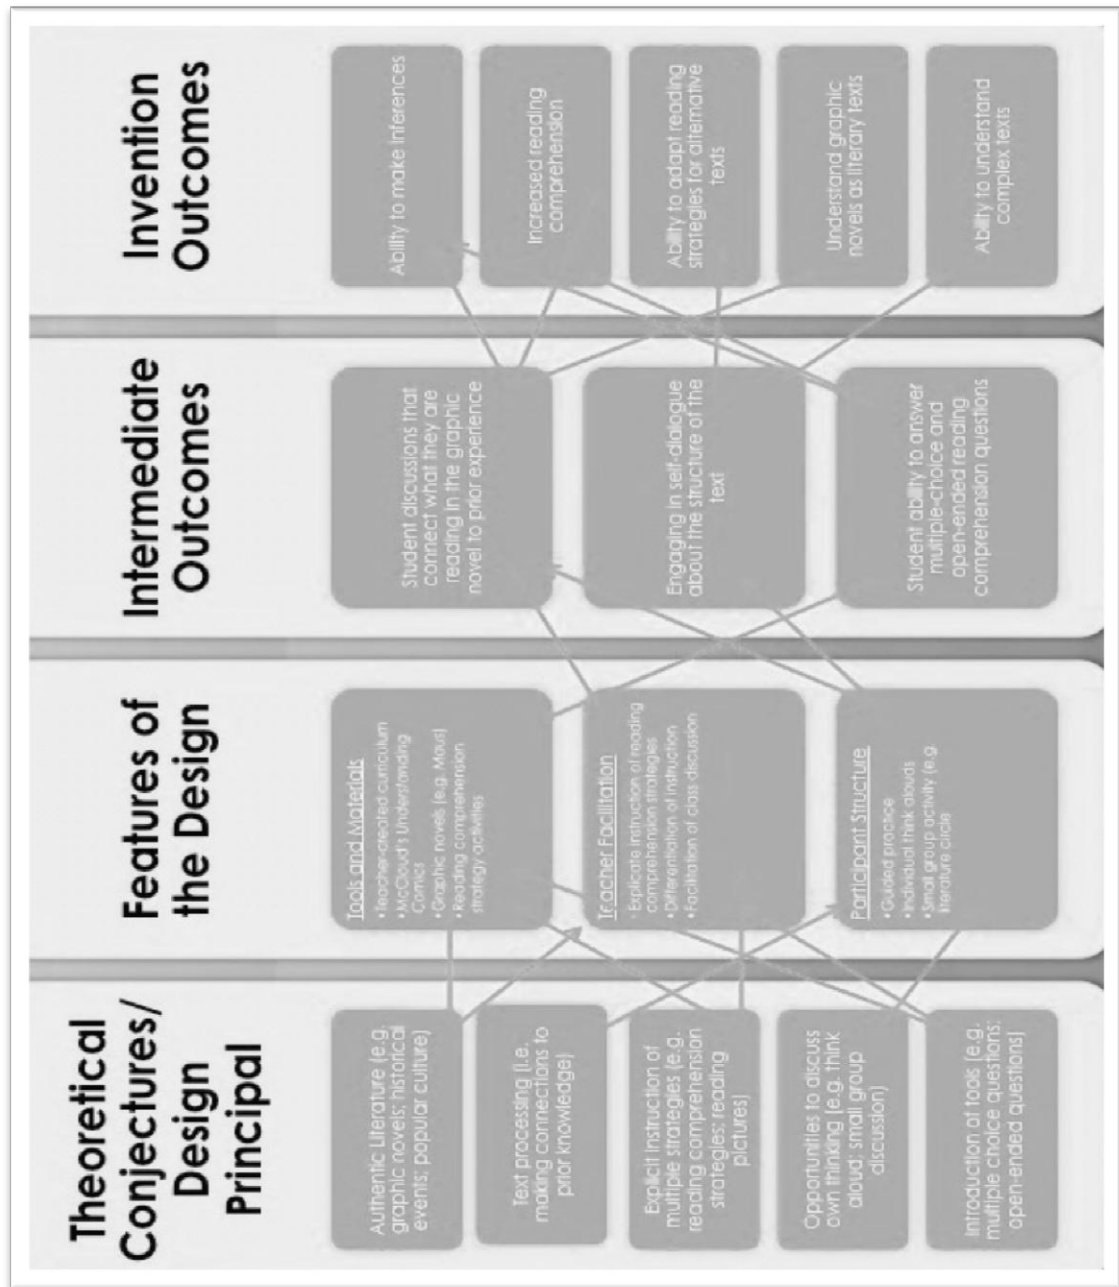 Theoretical
Conjectures/
Design
Principal
Authentic Literature (e.g.
graphic novels; historical
events; popular culture)
Text processing (i.e.
making connections to
prior knowledge)
Explicit Instruction of
multiple strategies (e.g.
reading comprehension
strategies; reading
pictures)
Opportunities to discuss
own thinking (e.g. think
aloud; small group
discussion)
Introduction of tools (e.g.
multiple choice questions;
open-ended questions)
Features of
the Design
Tools and Materials
•Teacher-created curriculum
•McCloud's Understanding
Comics
•Graphic novels (e.g. Maus)
•Reading comprehension
strategy activities
Teacher Facilitation
•Explicate instruction of reading
comprehension strategies
•Differentiation of instruction
•Facilitation of class discussion
Participant Structure
•Guided practice
•Individual think alouds
•Small group activity (e.g.
literature circle
Intermediate
Outcomes
Student discussions that
connect what they are
reading in the graphic
novel to prior experience
Engaging in self-dialogue
about the structure of the
text
Student ability to answer
multiple-choice and
open-ended reading
comprehension questions
Invention
Outcomes
Ability to make inferences
Increased reading
comprehension
Ability to adapt reading
strategies for alternative
texts
Understand graphic
novels as literary texts
Ability to understand
complex texts